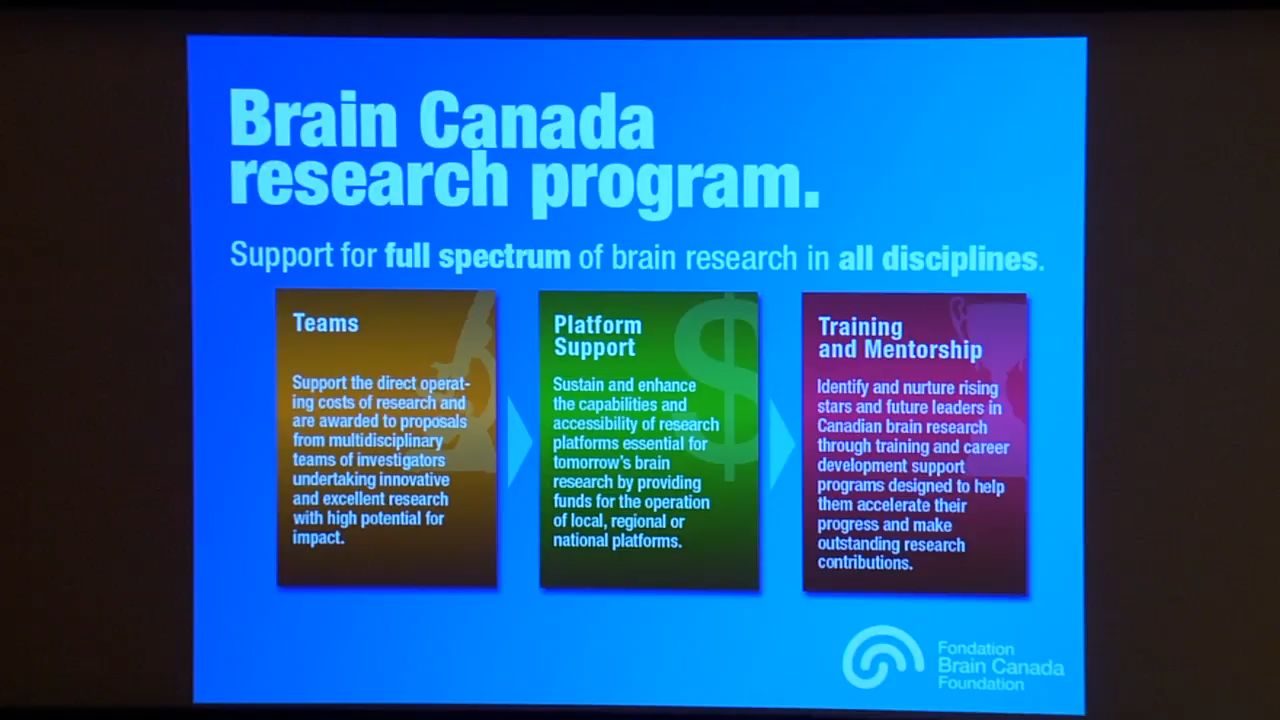 Brain Canada
research program.
Support for full spectrum of brain research in all disciplines.
Teams
Support the direct operat-
ing costs of research and
are awarded to proposals
from multidisciplinary
teams of investigators
undertaking innovative
and excellent research
with high potential for
impact.
$
Platform
Support
Sustain and enhance
the capabilities and
accessibility of research
platforms essential for
tomorrow's brain
research by providing
funds for the operation
of local, regional or
national platforms.
Training
and Mentorship
Identify and nurture rising
stars and future leaders in
Canadian brain research
through training and career
development support
programs designed to help
them accelerate their
progress and make
outstanding research
contributions.
Fondation
Brain Canada
Foundation